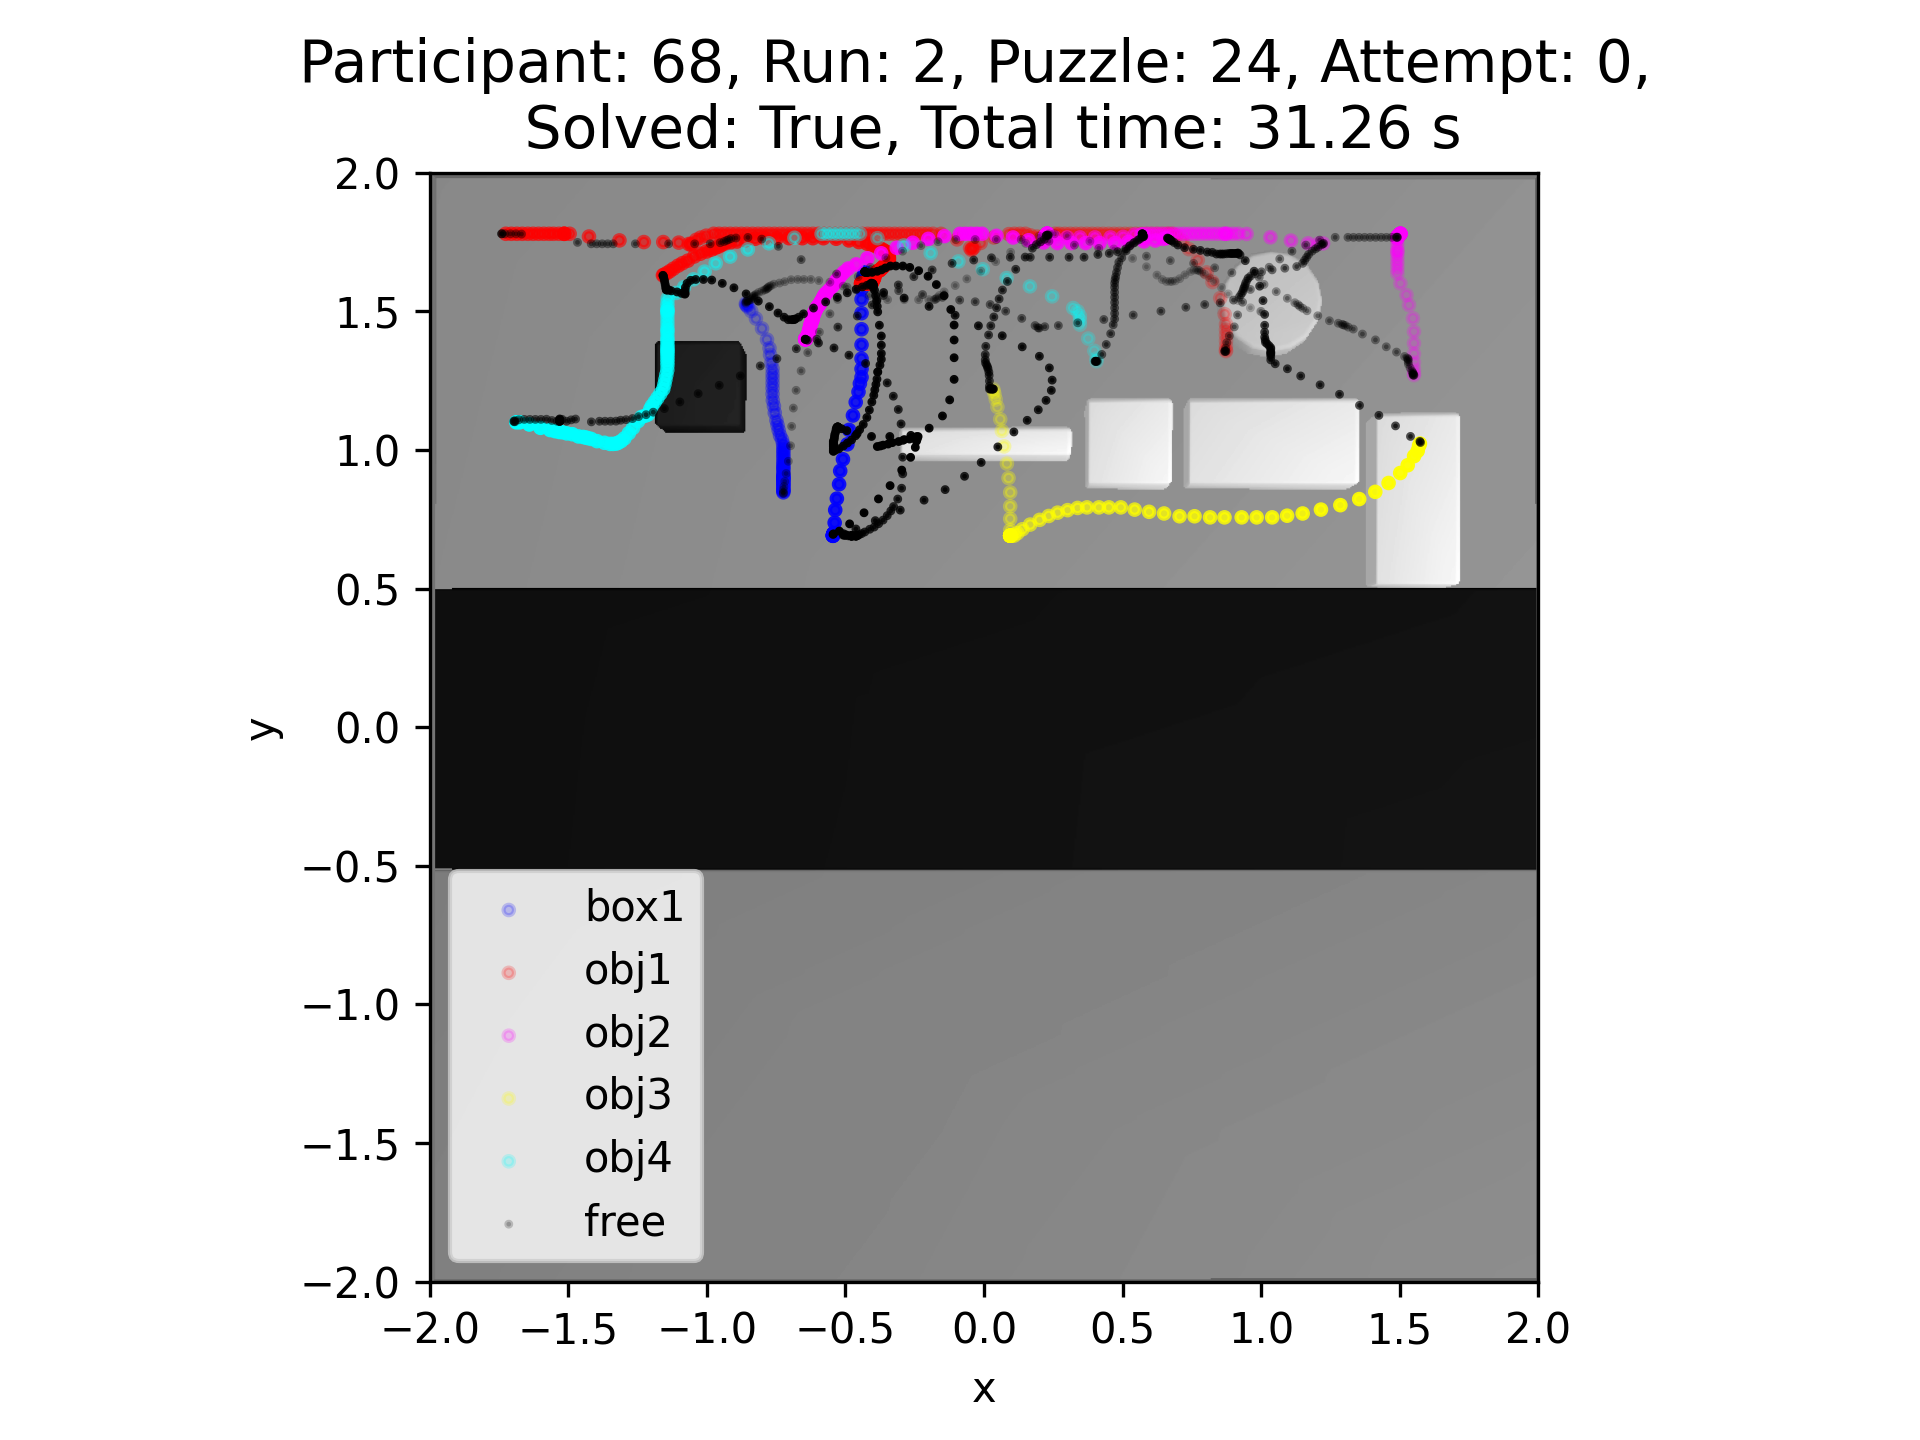 Participant: 68, Run: 2, Puzzle: 24, Attempt: 0,
Solved: True, Total time: 31.26 s
2.0
1.5
1.0
0.5
0.0
−0.5
−1.0
−1.5
−2.0
y
box1
obj1
obj2
obj3
obj4
free
−2.0 −1.5 −1.0 −0.5 0.0 0.5 1.0 1.5 2.0
x